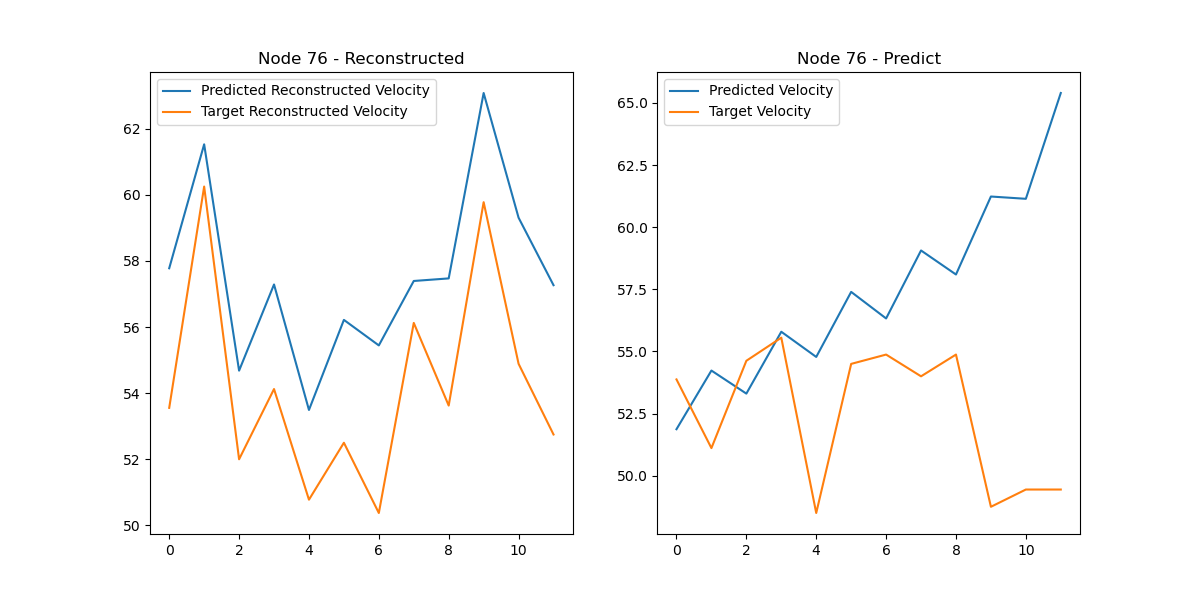 Node 76 - Reconstructed
Predicted Reconstructed Velocity
Target Reconstructed Velocity
62
60
58
56
54
52
50
0 2 4 6 8 10
Node 76 - Predict
Predicted Velocity
Target Velocity
65.0
62.5
60.0
57.5
55.0
52.5
50.0
0 2 4 6 8 10